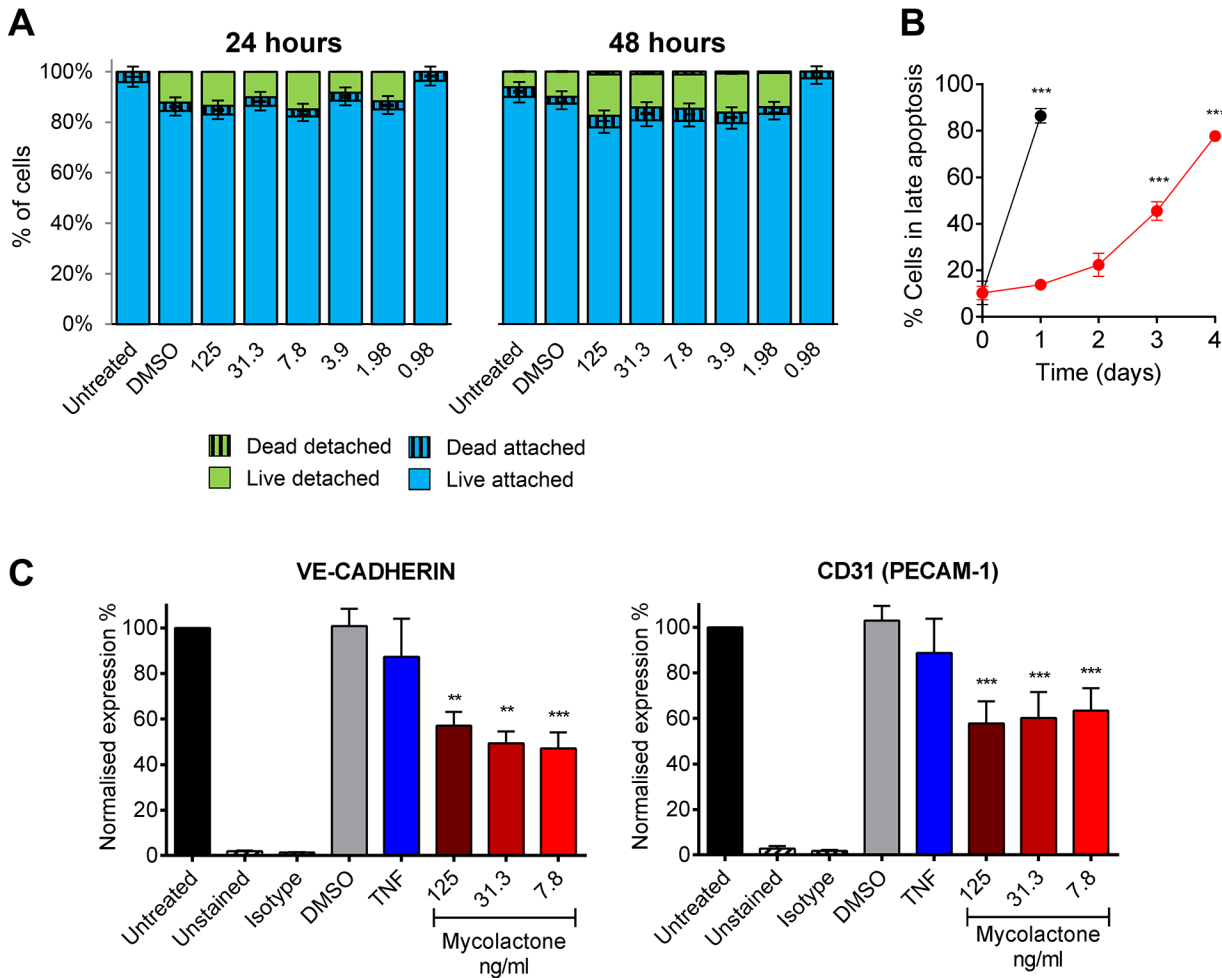 A
24 hours
48 hours
% of cells
100%
80%
60%
40%
20%
0%
Untreated
DMSO
125
31.3
7.8
3.9
1.98
0.98
Untreated
DMSO
125
31.3
7.8
3.9
1.98
0.98
Dead detached
Dead attached
Live detached
Live attached
B
% Cells in late apoptosis
100
80
60
40
20
0
***
***
***
0 1 2 3 4
Time (days)
C
VE-CADHERIN
Normalised expression %
100
80
60
40
20
0
** ** ***
Untreated
Unstained
Isotype
DMSO
TNF
125
31.3
7.8
Mycolactone
ng/ml
CD31 (PECAM-1)
Normalised expression %
100
80
60
40
20
0
*** *** ***
Untreated
Unstained
Isotype
DMSO
TNF
125
31.3
7.8
Mycolactone
ng/ml